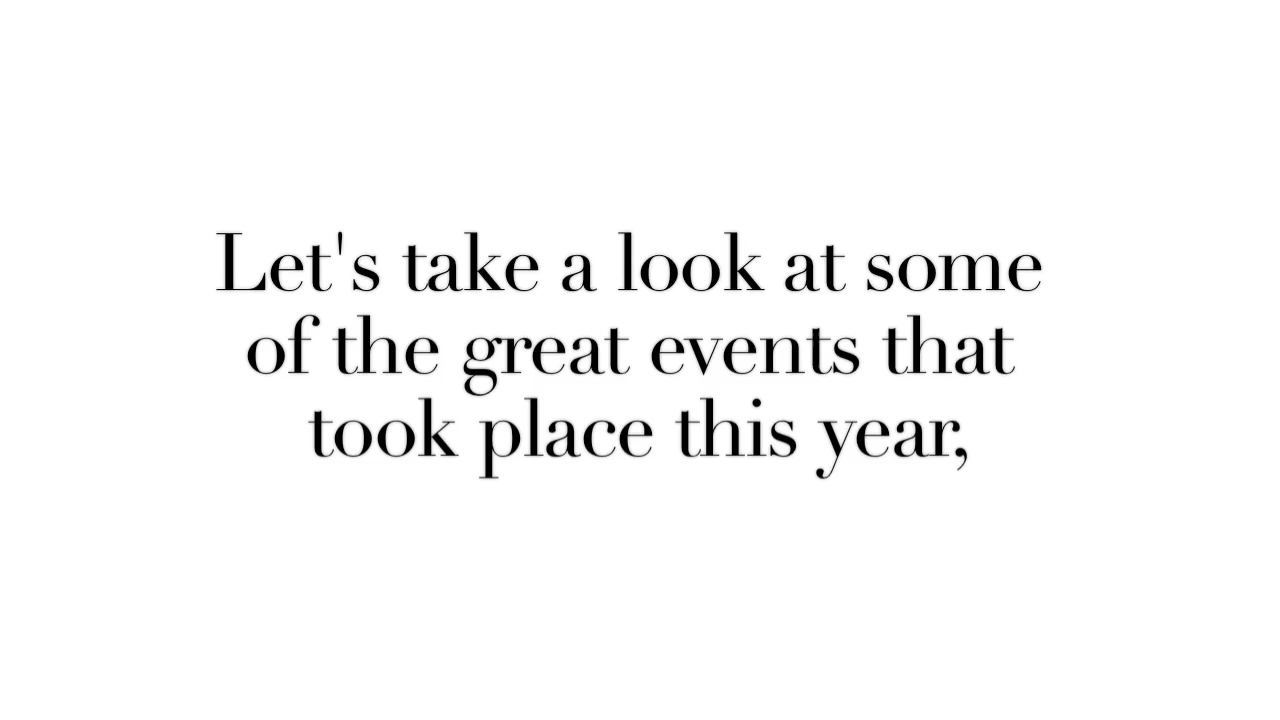 Let's take a look at some
of the great events that
took place this year,